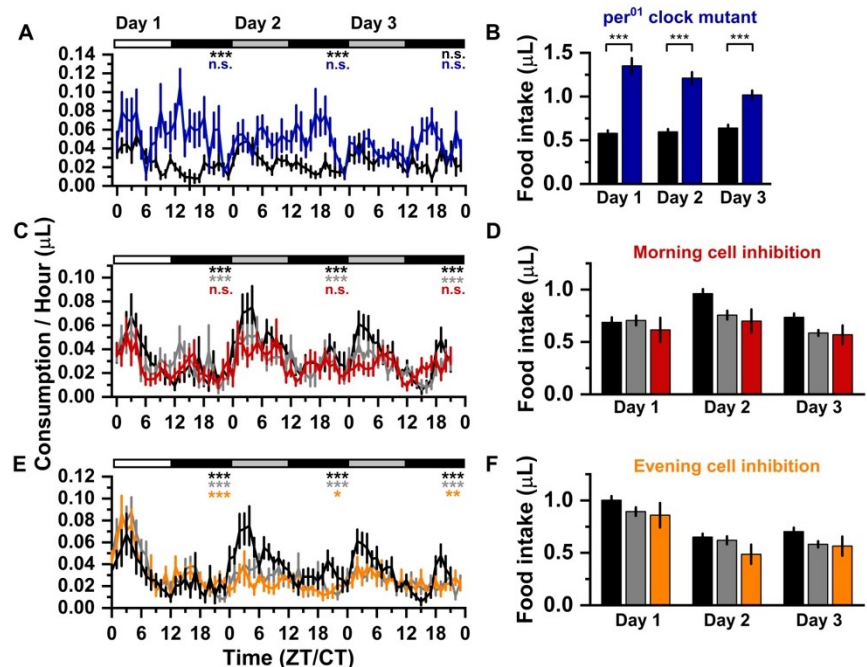 Day 1 Day 2 Day 3
A
*** *** n.s.
n.s. n.s. n.s.
0.14
0.12
0.10
0.08
0.06
0.04
0.02
0.00
0 6 12 18 0 6 12 18 0 6 12 18 0
B
per⁰¹ clock mutant
*** *** ***
1.5
1.0
0.5
0
Food intake (µL)
Day 1 Day 2 Day 3
C
*** *** ***
*** *** ***
n.s. n.s. n.s.
0.10
0.08
0.06
0.04
0.02
0.00
0 6 12 18 0 6 12 18 0 6 12 18 0
Consumption / Hour (µL)
D
Morning cell inhibition
1.0
0.5
0
Food intake (µL)
Day 1 Day 2 Day 3
E
*** *** ***
*** *** ***
*** * **
0.12
0.10
0.08
0.06
0.04
0.02
0.00
0 6 12 18 0 6 12 18 0 6 12 18 0
Time (ZT/CT)
F
Evening cell inhibition
1.0
0.5
0
Food intake (µL)
Day 1 Day 2 Day 3